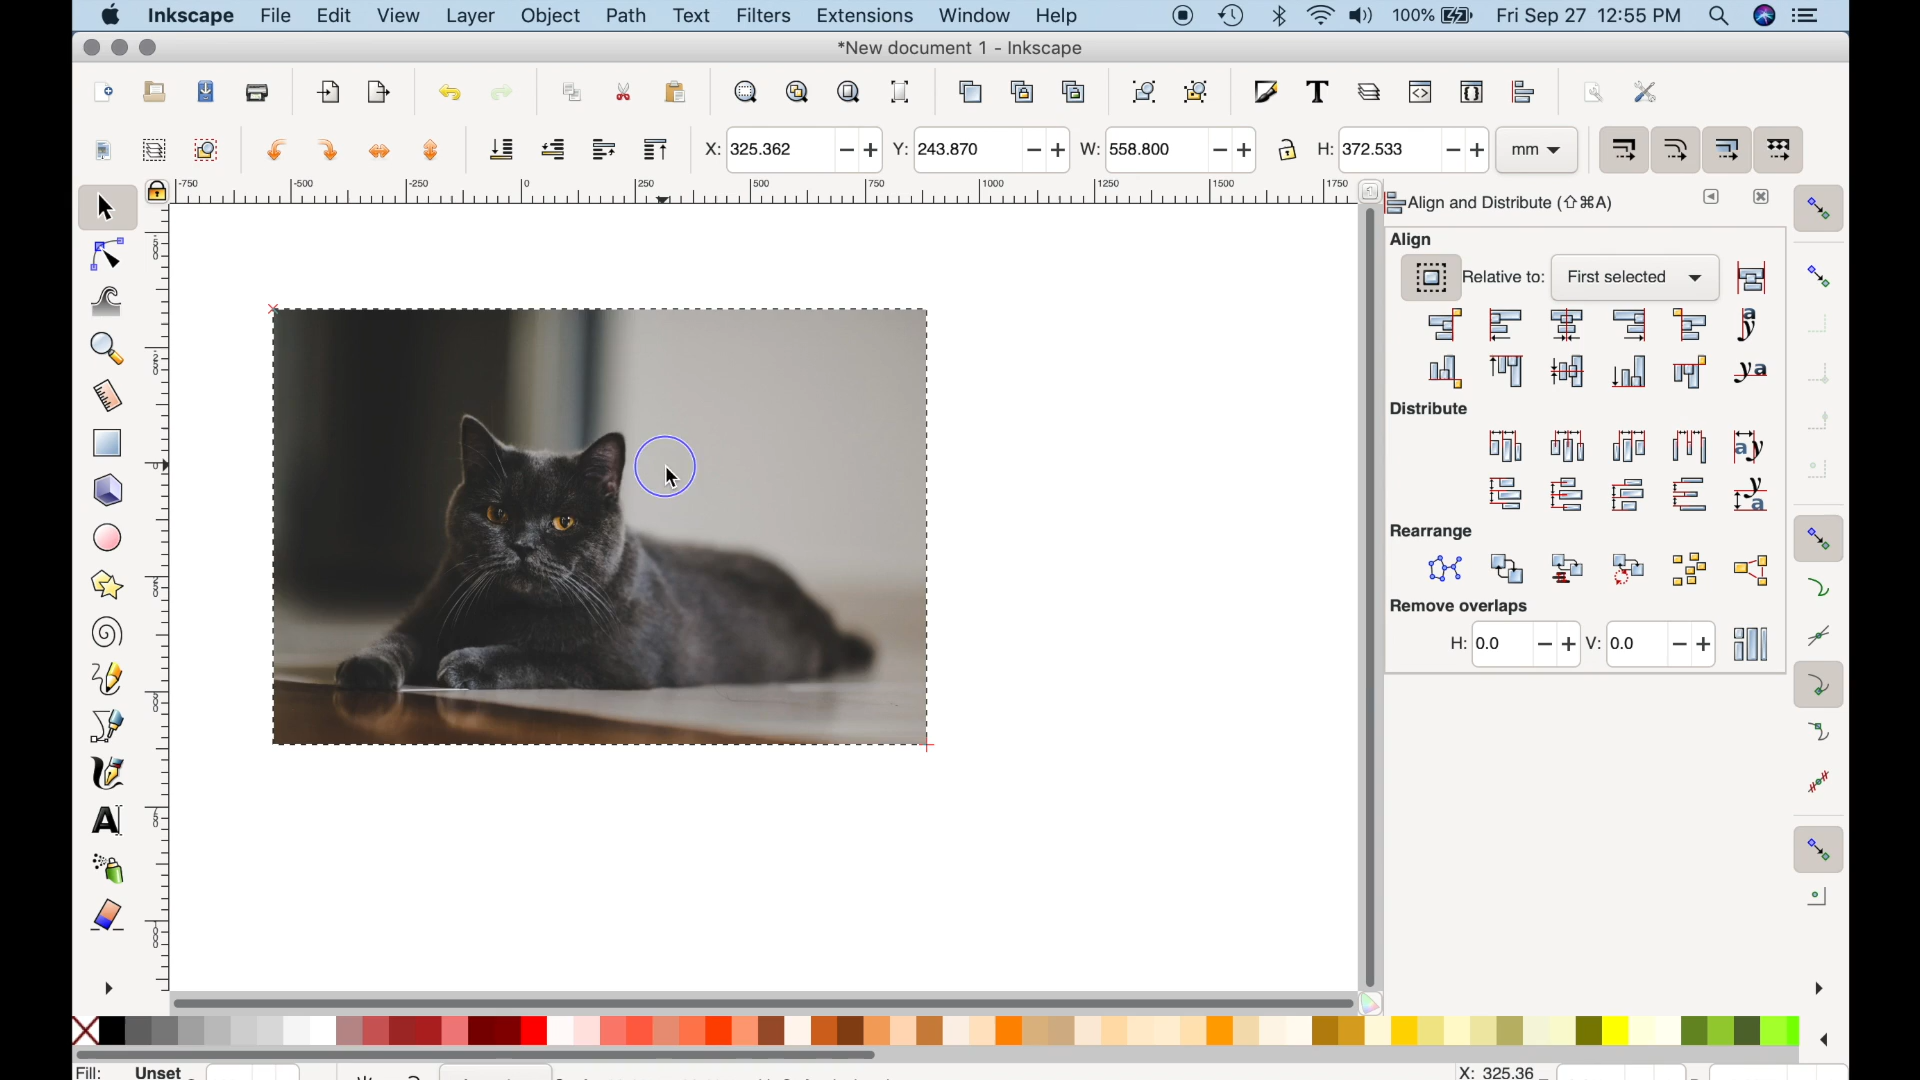 Inkscape File Edit View Layer Object Path Text Filters Extensions Window Help 100% Fri Sep 27 12:55 PM
*New document 1 - Inkscape
X: 325.362 Y: 243.870 W: 558.800 H: 372.533 mm
-750 -500 -250 0 250 500 750 1000 1250 1500 1750
Align and Distribute (⇧⌘A)
Align
Relative to: First selected
Distribute
Rearrange
Remove overlaps
H: 0.0 V: 0.0
Fill: Unset
X: 325.36